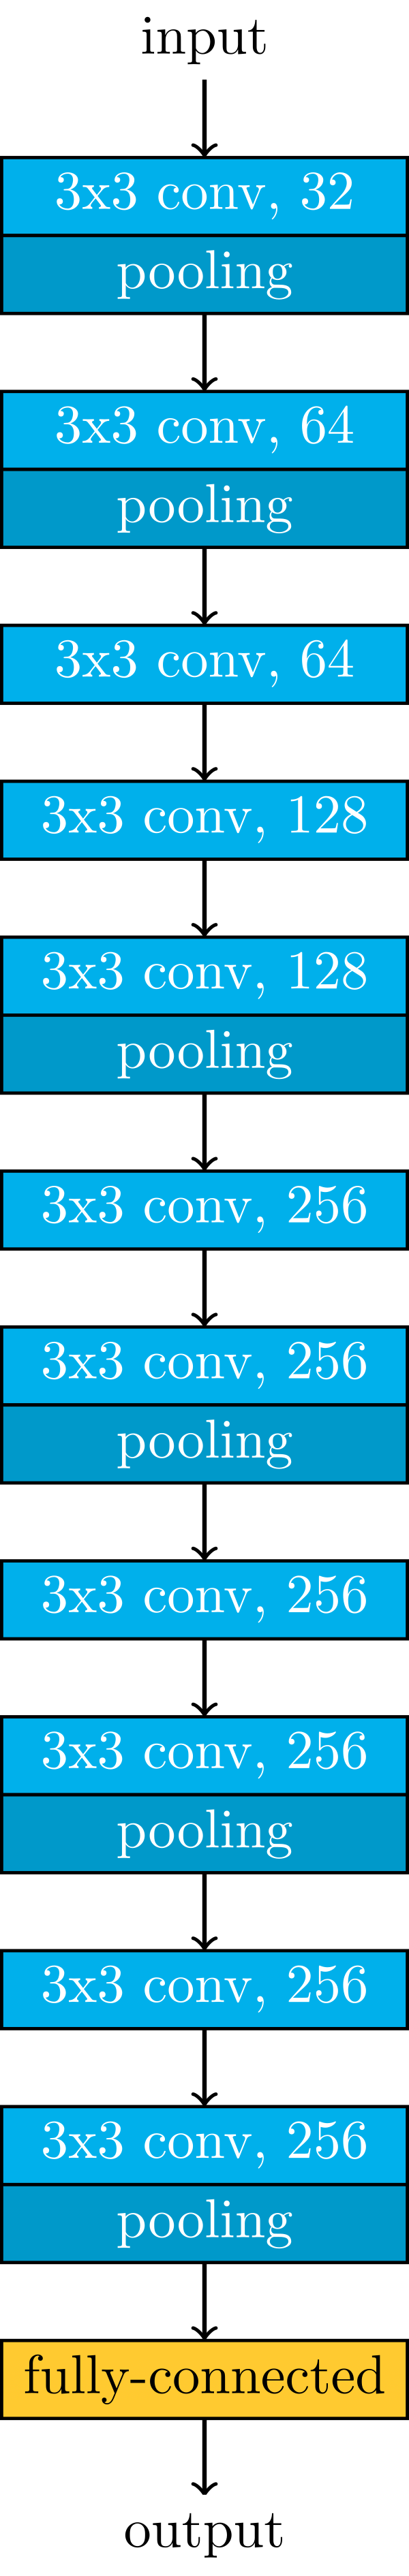 input
3x3 conv, 32
pooling
3x3 conv, 64
pooling
3x3 conv, 64
3x3 conv, 128
3x3 conv, 128
pooling
3x3 conv, 256
3x3 conv, 256
pooling
3x3 conv, 256
3x3 conv, 256
pooling
3x3 conv, 256
3x3 conv, 256
pooling
fully-connected
output